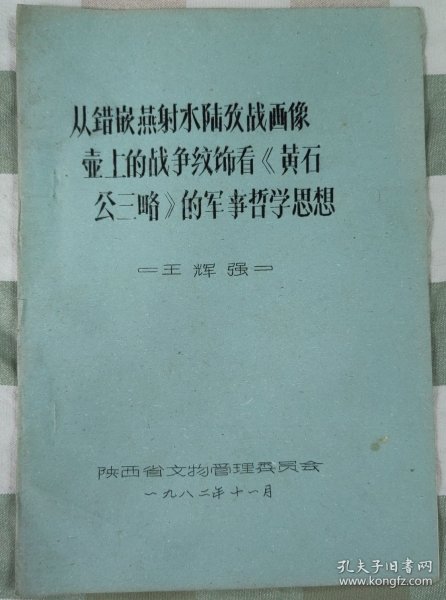 从錯嵌燕射水陆攻战画像
壶上的战争纹饰看《黄石
公三略》的军事哲学思想
=王辉强=
陕西省文物管理委员会
一九八二年十一月
孔夫子旧书网
book.kongfz.com